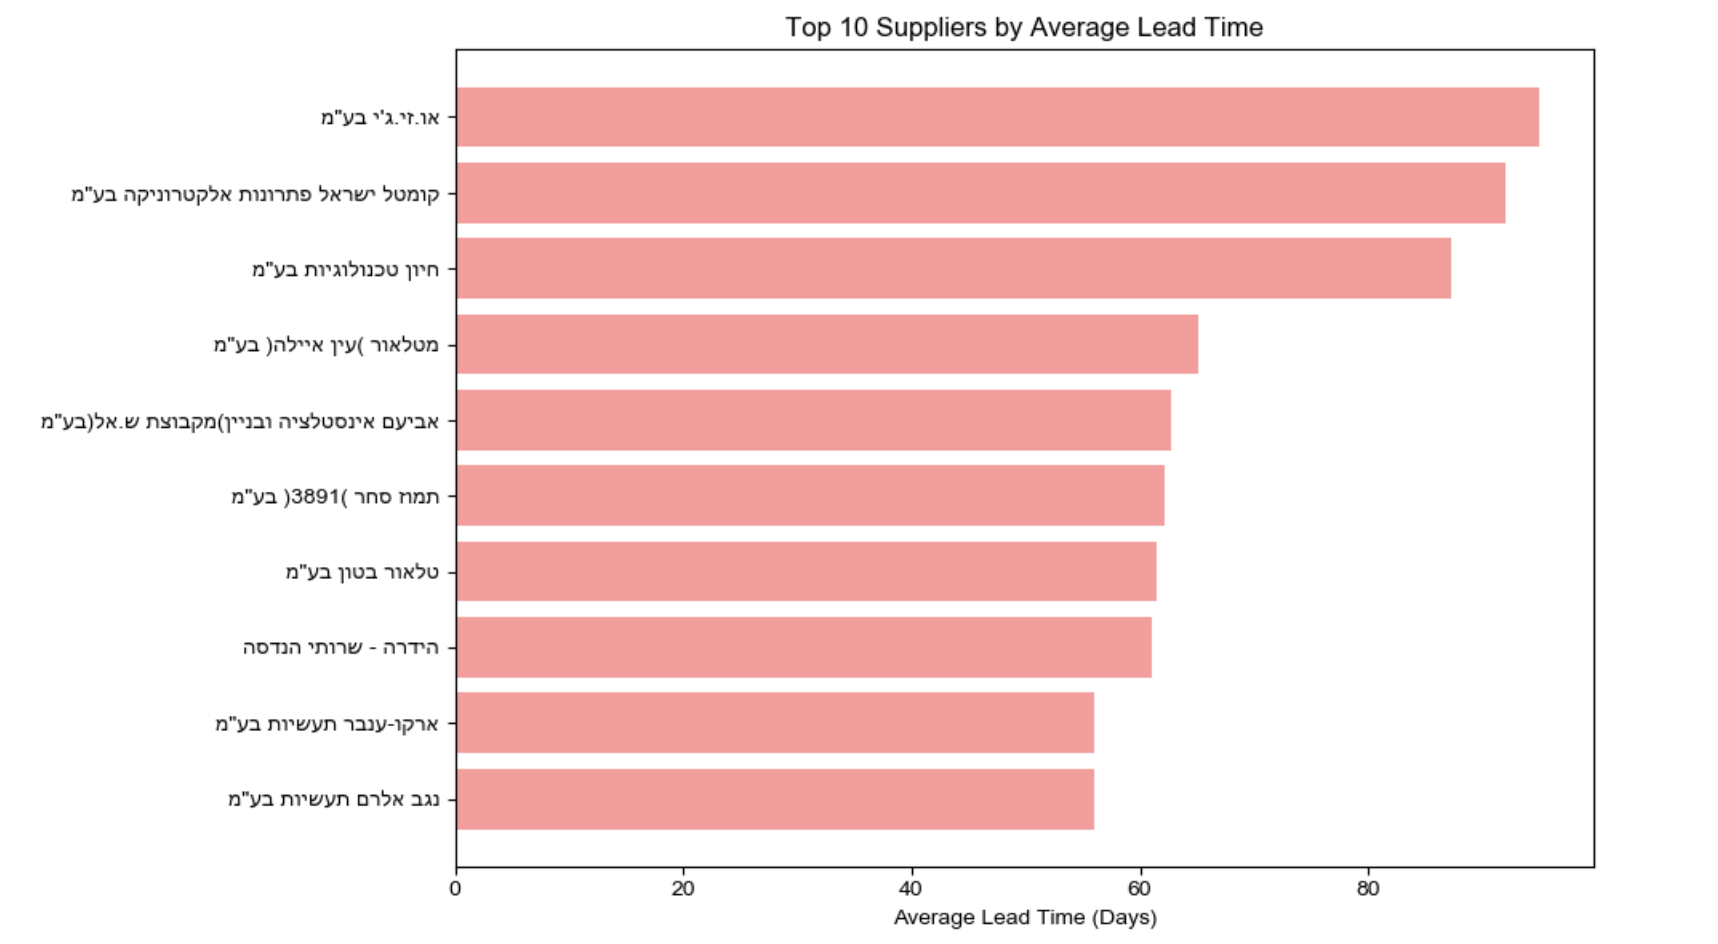 Top 10 Suppliers by Average Lead Time
או.זי.ג'י בע"מ
קומטל ישראל פתרונות אלקטרוניקה בע"מ
חיון טכנולוגיות בע"מ
מטלאור )עין איילה( בע"מ
אביעם אינסטלציה ובניין)מקבוצת ש.אל(בע"מ
תמוז סחר )3891( בע"מ
טלאור בטון בע"מ
הידרה - שרותי הנדסה
ארקו-ענבר תעשיות בע"מ
נגב אלרם תעשיות בע"מ
0 20 40 60 80
Average Lead Time (Days)